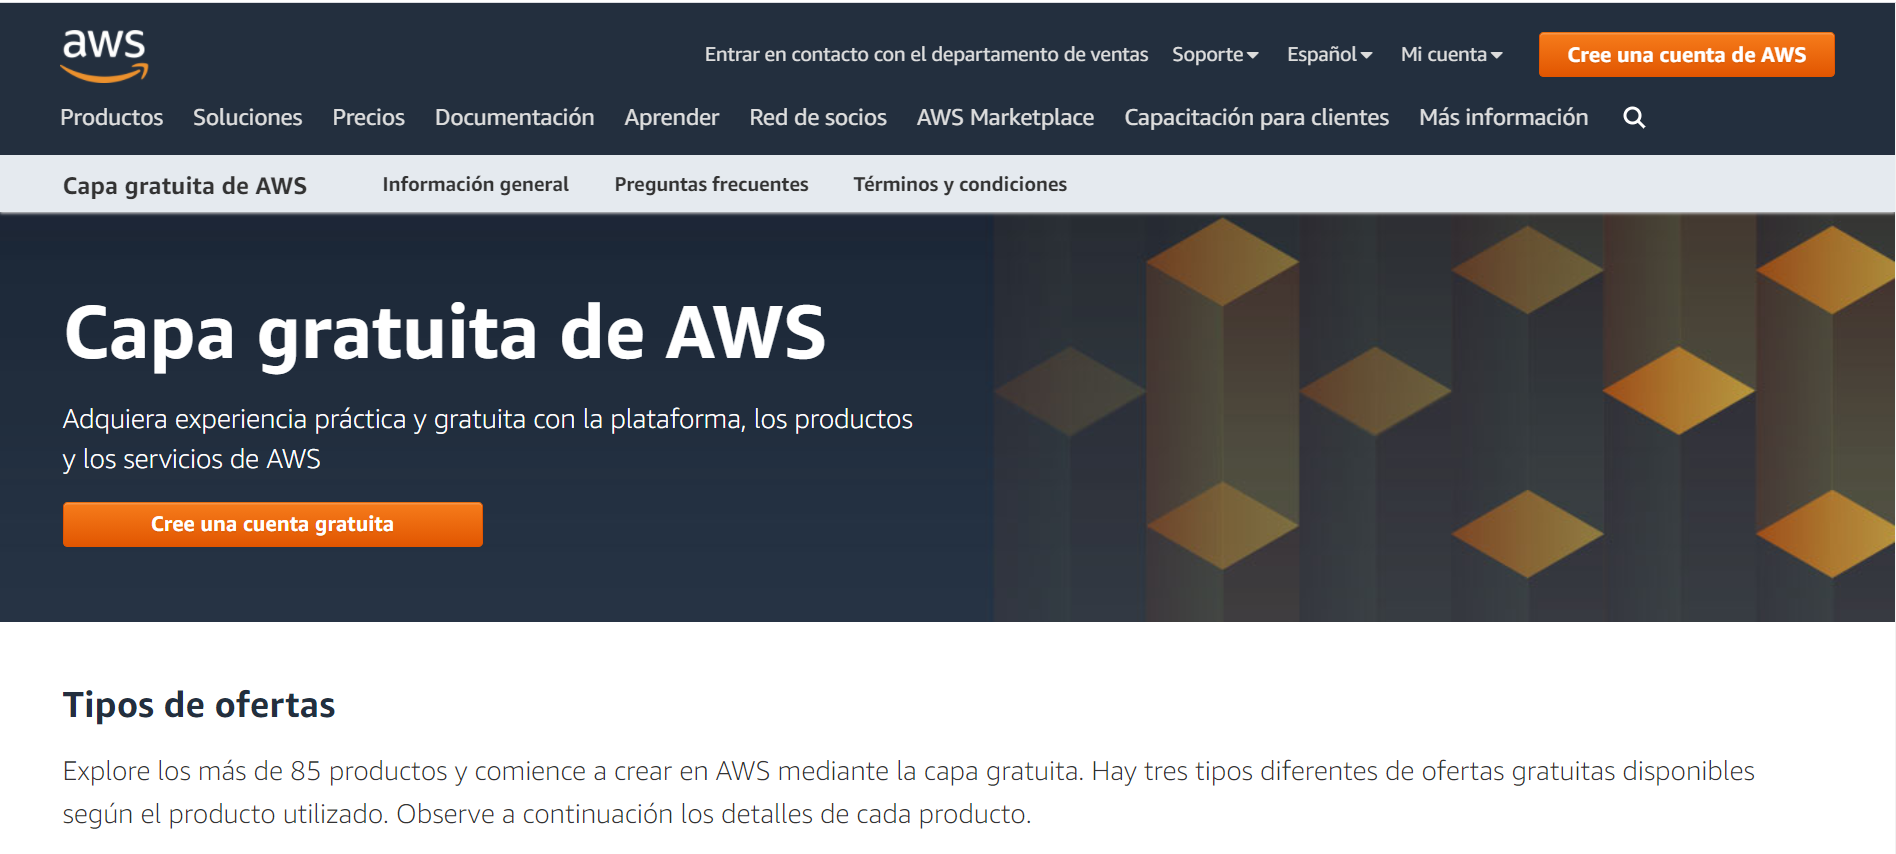 aws
Entrar en contacto con el departamento de ventas Soporte Español Mi cuenta Cree una cuenta de AWS
Productos Soluciones Precios Documentación Aprender Red de socios AWS Marketplace Capacitación para clientes Más información
Capa gratuita de AWS Información general Preguntas frecuentes Términos y condiciones
Capa gratuita de AWS
Adquiera experiencia práctica y gratuita con la plataforma, los productos
y los servicios de AWS
Cree una cuenta gratuita
Tipos de ofertas
Explore los más de 85 productos y comience a crear en AWS mediante la capa gratuita. Hay tres tipos diferentes de ofertas gratuitas disponibles
según el producto utilizado. Observe a continuación los detalles de cada producto.